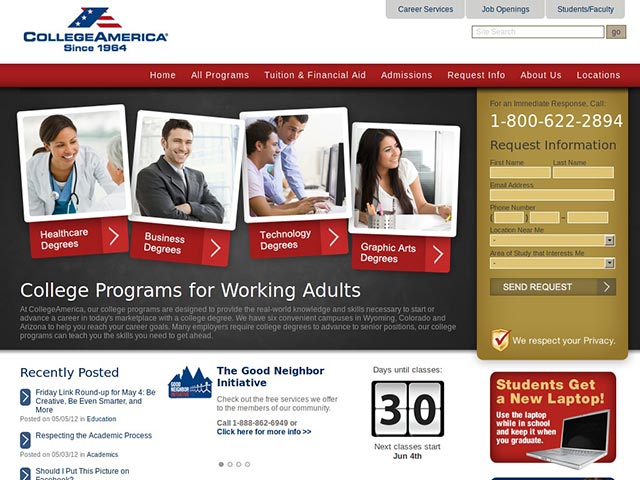 Career Services
Job Openings
Students/Faculty
COLLEGEAMERICA®
Since 1964
Site Search
go
Home
All Programs
Tuition & Financial Aid
Admissions
Request Info
About Us
Locations
For an Immediate Response, Call:
1-800-622-2894
Request Information
First Name
Last Name
Email Address
Phone Number
( ) –
Location Near Me
-
Area of Study that Interests Me
-
SEND REQUEST
We respect your Privacy.
Healthcare
Degrees
Business
Degrees
Technology
Degrees
Graphic Arts
Degrees
College Programs for Working Adults
At CollegeAmerica, our college programs are designed to provide the real-world knowledge and skills necessary to start or
advance a career in today's marketplace with a college degree. We have six convenient campuses in Wyoming, Colorado and
Arizona to help you reach your career goals. Many employers require college degrees to advance to senior positions, our college
programs can teach you the skills you need to get ahead.
Recently Posted
Friday Link Round-up for May 4: Be
Creative, Be Even Smarter, and
More
Posted on 05/05/12 in Education
Respecting the Academic Process
Posted on 05/03/12 in Academics
Should I Put This Picture on
Facebook?
GOOD
NEIGHBOR
INITIATIVE
The Good Neighbor
Initiative
Check out the free services we offer
to the members of our community.
Call 1-888-862-6949 or
Click here for more info >>
Days until classes:
30
Next classes start
Jun 4th
Students Get
a New Laptop!
Use the laptop
while in school
and keep it when
you graduate.